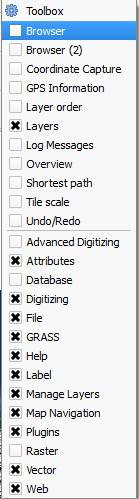 Toolbox
Browser
Browser (2)
Coordinate Capture
GPS Information
Layer order
Layers
Log Messages
Overview
Shortest path
Tile scale
Undo/Redo
Advanced Digitizing
Attributes
Database
Digitizing
File
GRASS
Help
Label
Manage Layers
Map Navigation
Plugins
Raster
Vector
Web